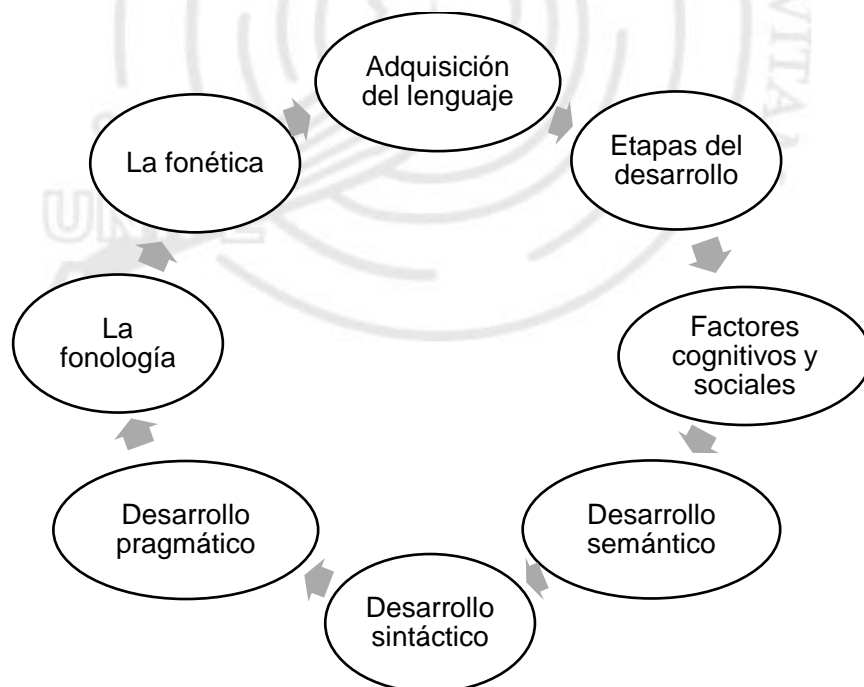 Adquisición
del lenguaje
Etapas del
desarrollo
Factores
cognitivos y
sociales
Desarrollo
semántico
Desarrollo
sintáctico
Desarrollo
pragmático
La
fonología
La fonética